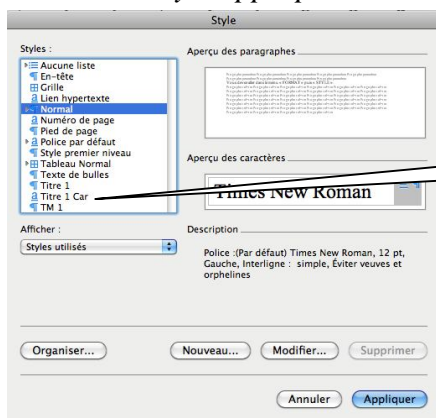 Style
Styles :
Aucune liste
En-tête
Grille
Lien hypertexte
Normal
Numéro de page
Pied de page
Police par défaut
Style premier niveau
Tableau Normal
Texte de bulles
Titre 1
Titre 1 Car
TM 1
Afficher :
Styles utilisés
Aperçu des paragraphes
Aperçu des caractères
Times New Roman
Description
Police :(Par défaut) Times New Roman, 12 pt,
Gauche, Interligne : simple, Éviter veuves et
orphelines
Organiser...
Nouveau...
Modifier...
Supprimer
Annuler
Appliquer